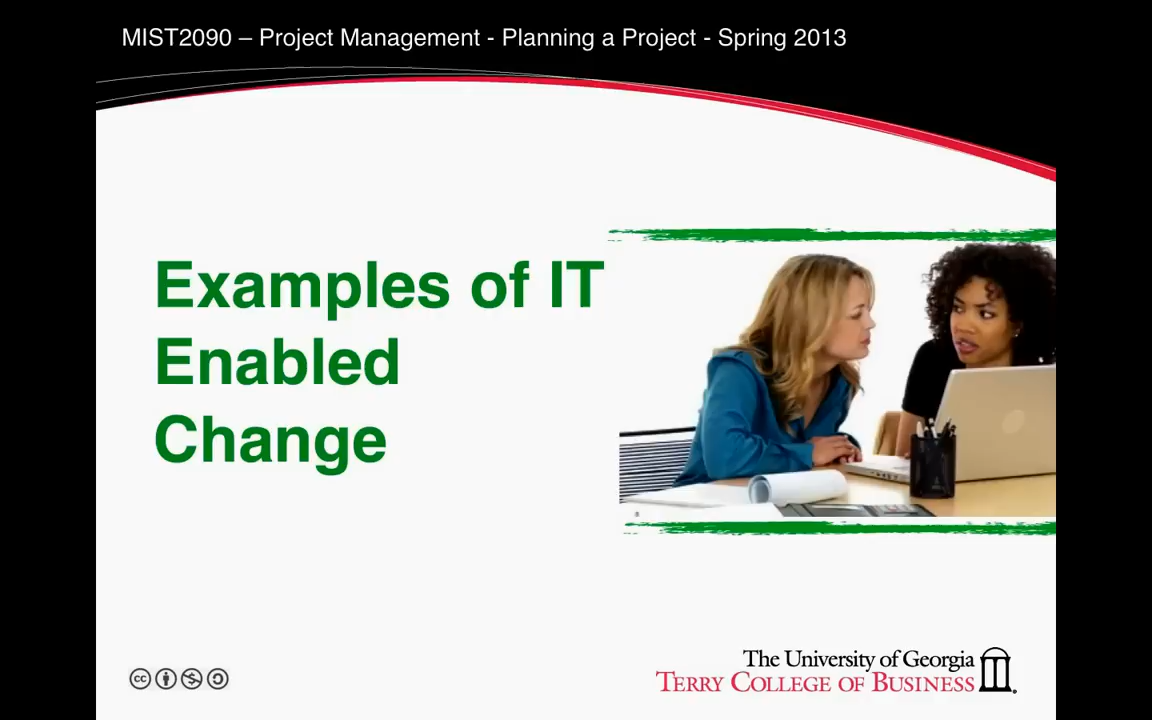 MIST2090 – Project Management - Planning a Project - Spring 2013
Examples of IT
Enabled
Change
cc
The University of Georgia
TERRY COLLEGE OF BUSINESS